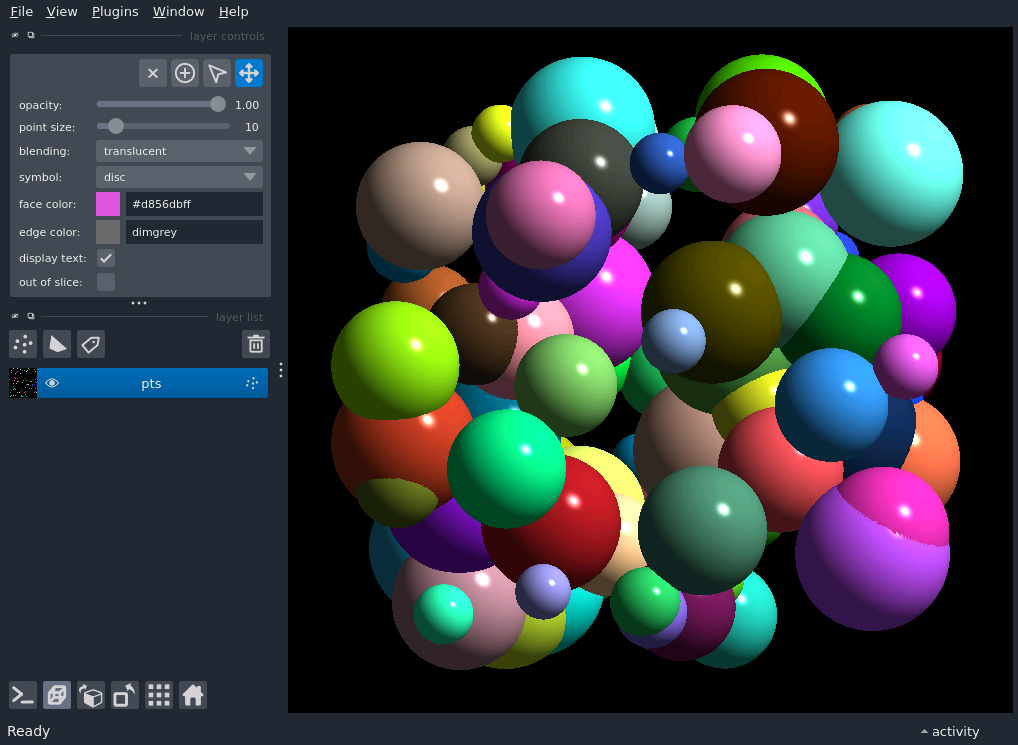 File View Plugins Window Help
layer controls
opacity: 1.00
point size: 10
blending: translucent
symbol: disc
face color: #d856dbff
edge color: dimgrey
display text:
out of slice:
layer list
pts
Ready
activity